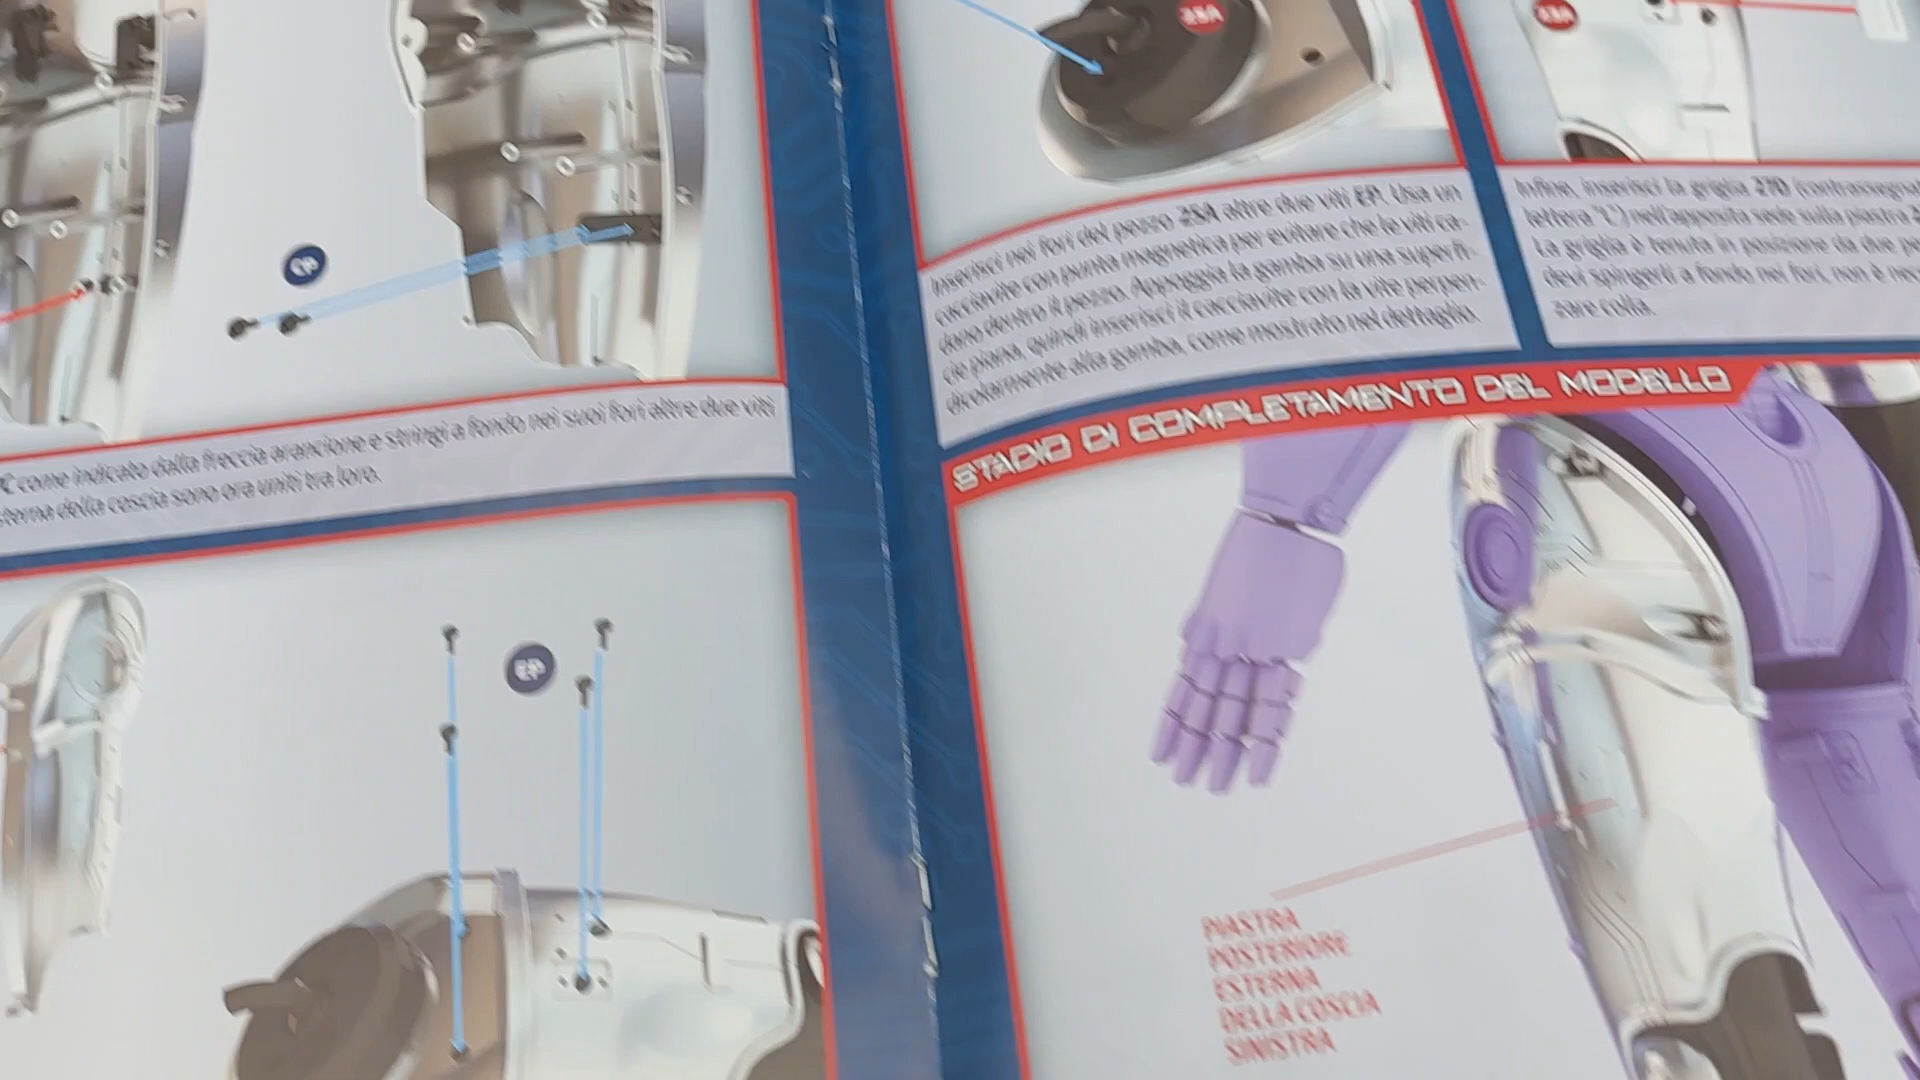 EP
C come indicato dalla freccia arancione e stringi a fondo nei suoi fori altre due viti
sterna della coscia sono ora uniti tra loro.
EP
25A
Inserisci nei fori del pezzo 25A altre due viti EP. Usa un
cacciavite con punta magnetica per evitare che le viti ca-
dano dentro il pezzo. Appoggia la gamba su una superfi-
cie piana, quindi inserisci il cacciavite con la vite perpen-
dicolarmente alla gamba, come mostrato nel dettaglio.
Infine, inserisci la griglia 27D (contrassegnat
lettera "C") nell'apposita sede sulla piastra 2
La griglia è tenuta in posizione da due pe
devi spingerti a fondo nei fori, non è nec
zare colla.
STADIO DI COMPLETAMENTO DEL MODELLO
PIASTRA
POSTERIORE
ESTERNA
DELLA COSCIA
SINISTRA